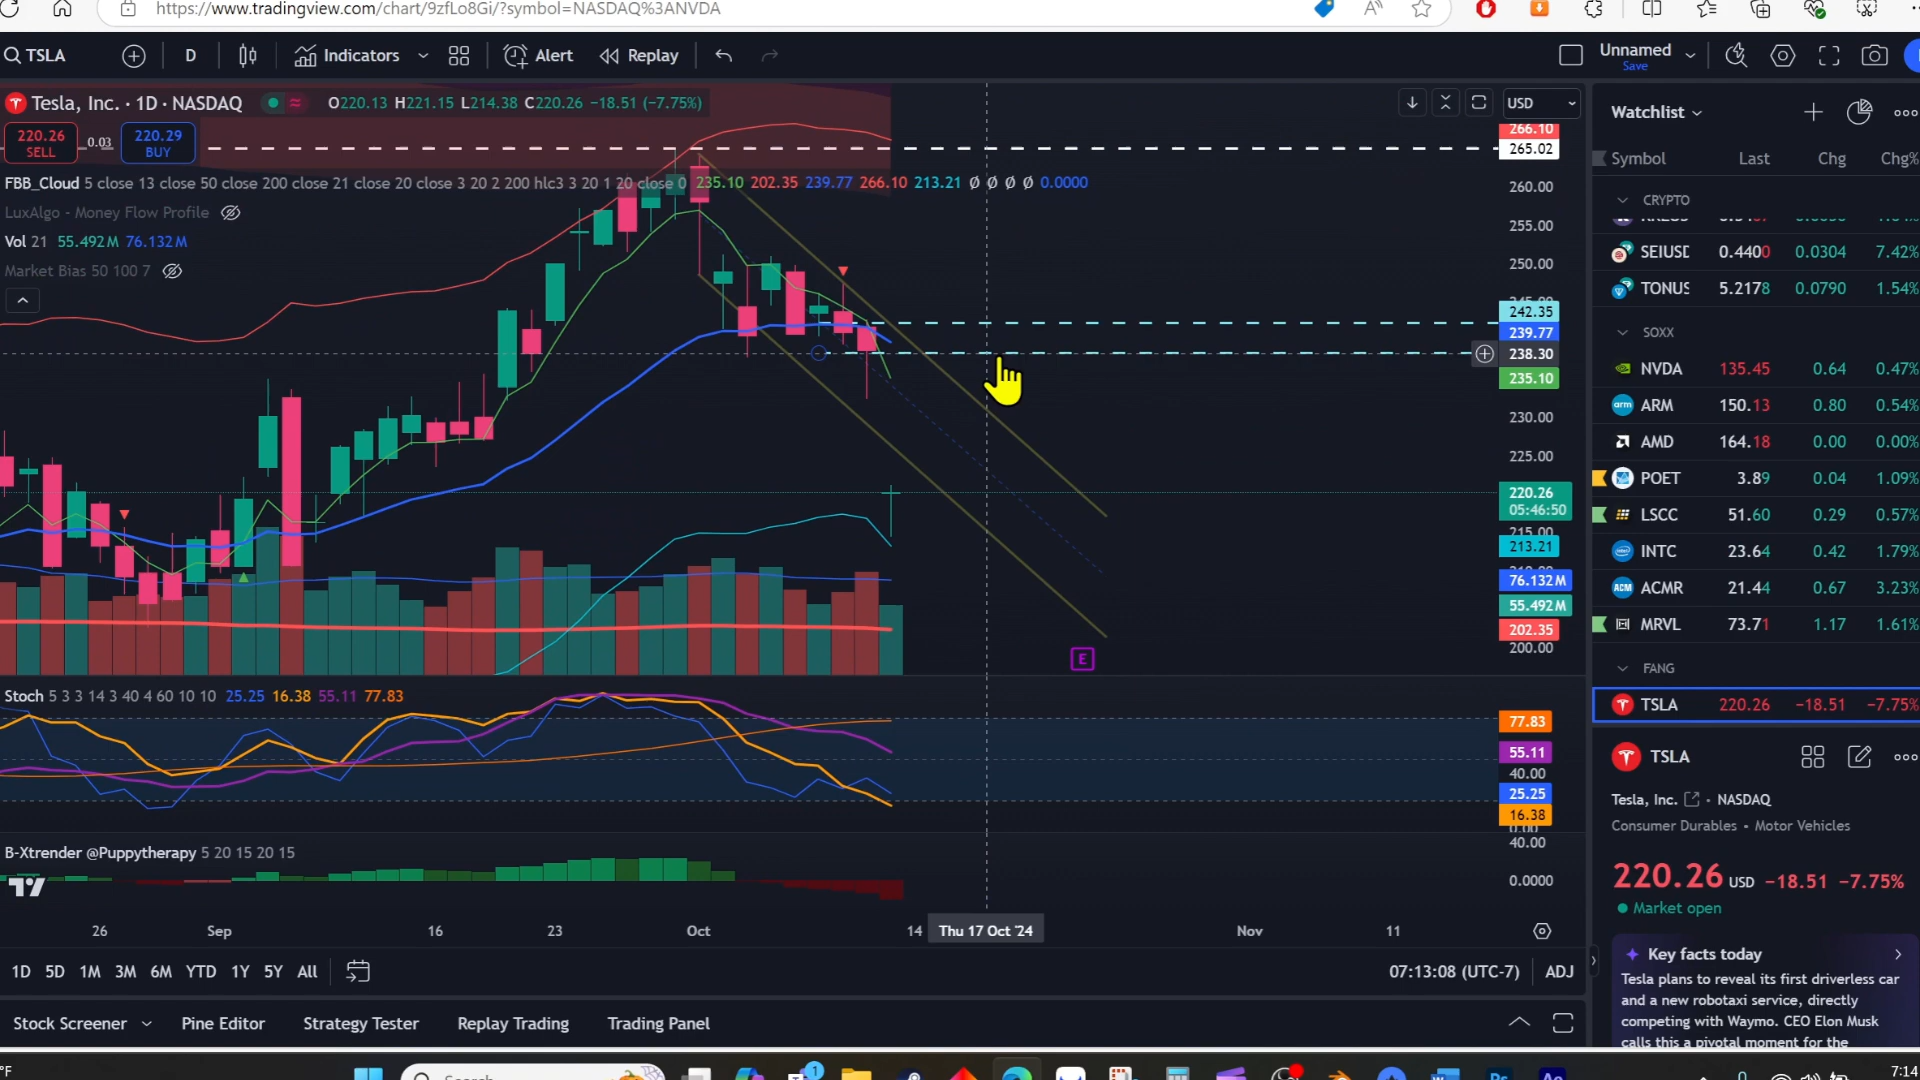 https://www.tradingview.com/chart/9zfLo8Gi/?symbol=NASDAQ%3ANVDA
TSLA
D
Indicators
Alert
Replay
Unnamed
Save
Tesla, Inc. · 1D · NASDAQ
O220.13 H221.15 L214.38 C220.26 −18.51 (−7.75%)
USD
220.26
SELL
0.03
220.29
BUY
FBB_Cloud 5 close 13 close 50 close 200 close 21 close 20 close 3 20 2 200 hlc3 3 20 1 20 close 0 235.10 202.35 239.77 266.10 213.21 Ø Ø Ø Ø 0.0000
LuxAlgo - Money Flow Profile
Vol 21 55.492M 76.132M
Market Bias 50 100 7
266.10
265.02
260.00
255.00
250.00
242.35
239.77
238.30
235.10
230.00
225.00
220.26
05:46:50
215.00
213.21
76.132M
55.492M
202.35
200.00
E
Stoch 5 3 3 14 3 40 4 60 10 10 25.25 16.38 55.11 77.83
77.83
55.11
40.00
25.25
16.38
0.00
B-Xtrender @Puppytherapy 5 20 15 20 15
40.00
0.0000
26
Sep
16
23
Oct
14
Thu 17 Oct '24
Nov
11
1D 5D 1M 3M 6M YTD 1Y 5Y All
07:13:08 (UTC-7)
ADJ
Stock Screener
Pine Editor
Strategy Tester
Replay Trading
Trading Panel
Watchlist
Symbol Last Chg Chg%
CRYPTO
SEIUSD 0.4400 0.0304 7.42%
TONUS 5.2178 0.0790 1.54%
SOXX
NVDA 135.45 0.64 0.47%
ARM 150.13 0.80 0.54%
AMD 164.18 0.00 0.00%
POET 3.89 0.04 1.09%
LSCC 51.60 0.29 0.57%
INTC 23.64 0.42 1.79%
ACMR 21.44 0.67 3.23%
MRVL 73.71 1.17 1.61%
FANG
TSLA 220.26 −18.51 −7.75%
TSLA
Tesla, Inc. • NASDAQ
Consumer Durables • Motor Vehicles
220.26 USD −18.51 −7.75%
Market open
Key facts today
Tesla plans to reveal its first driverless car
and a new robotaxi service, directly
competing with Waymo. CEO Elon Musk
calls this a pivotal moment for the
°F
Search
1
7:14